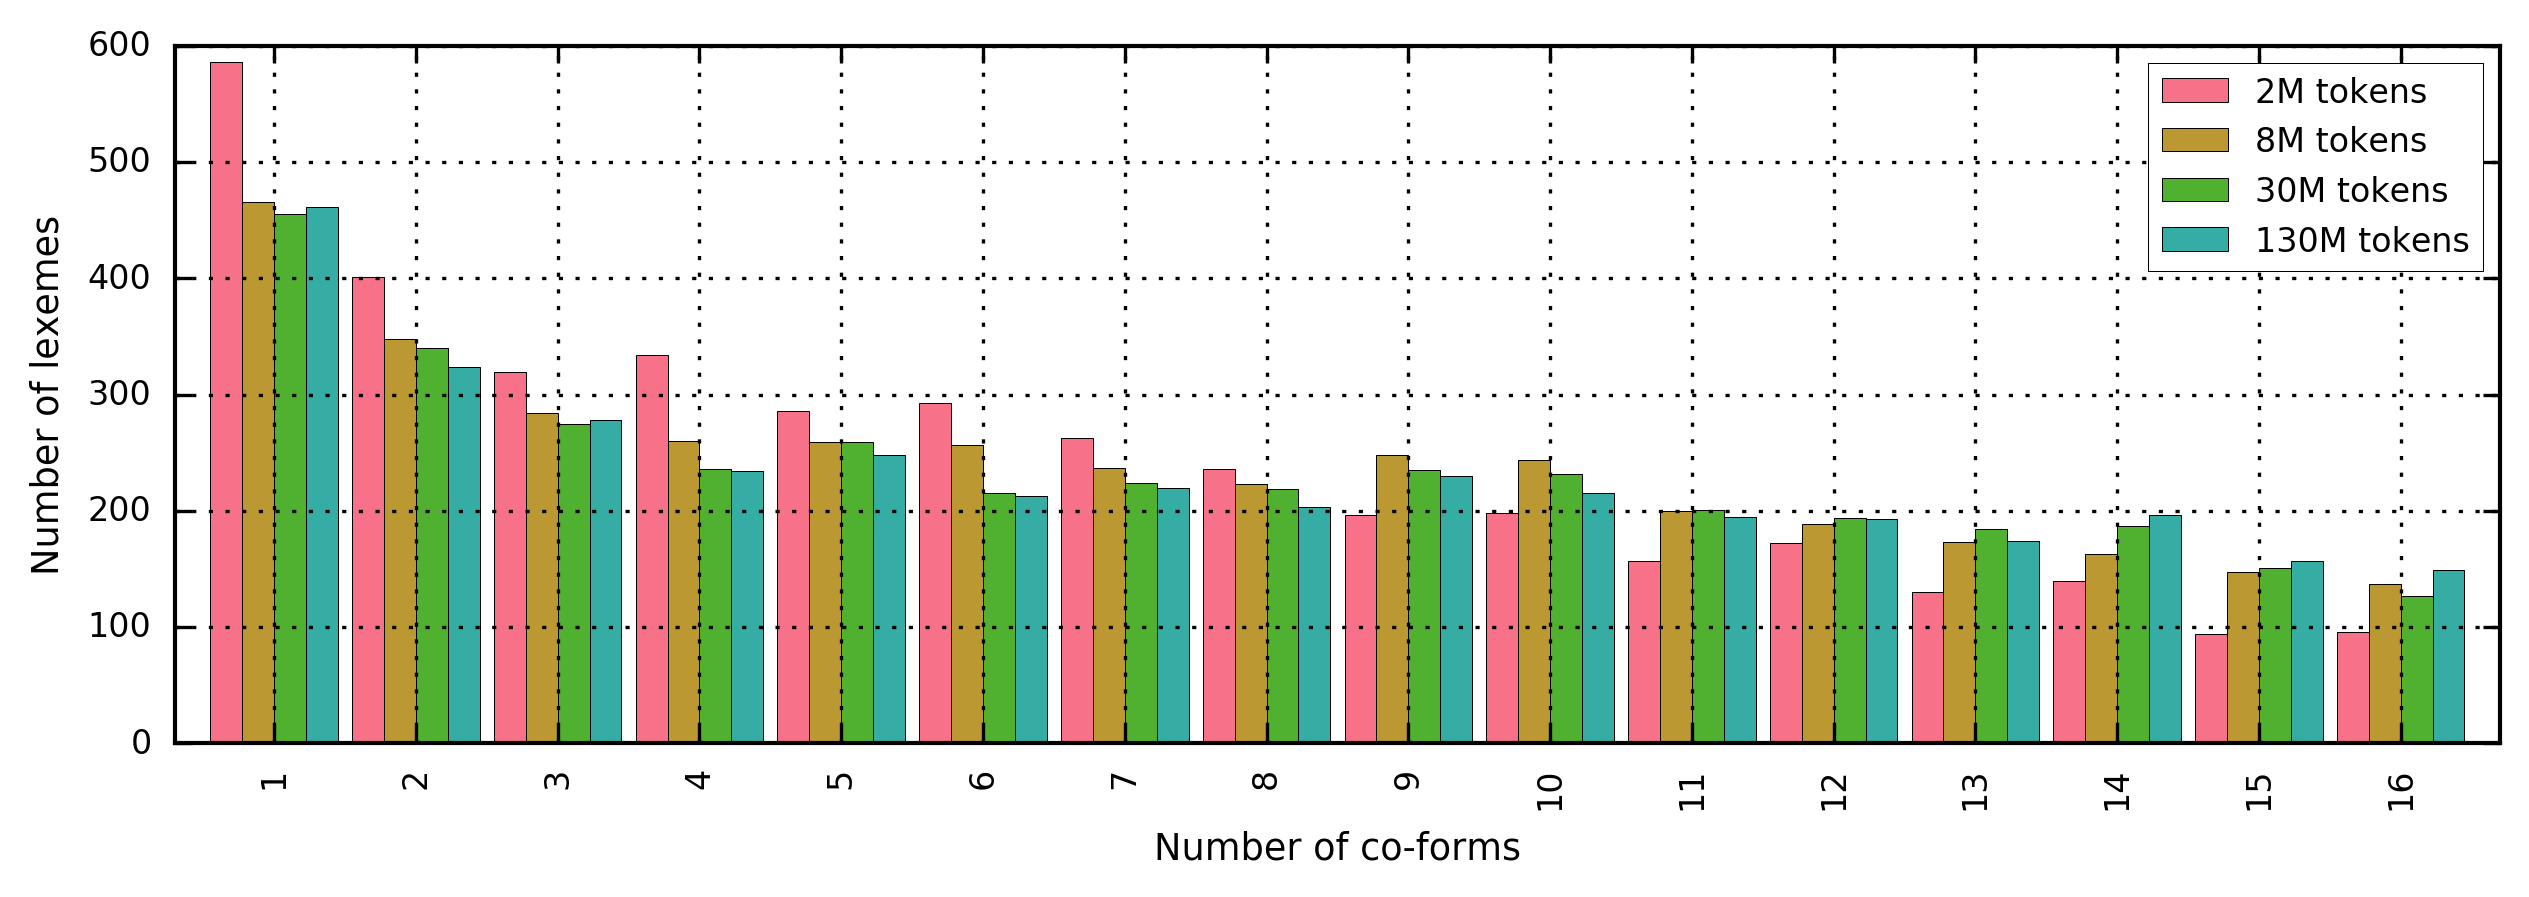 600
500
400
300
200
100
0
Number of lexemes
2M tokens
8M tokens
30M tokens
130M tokens
1 2 3 4 5 6 7 8 9 10 11 12 13 14 15 16
Number of co-forms